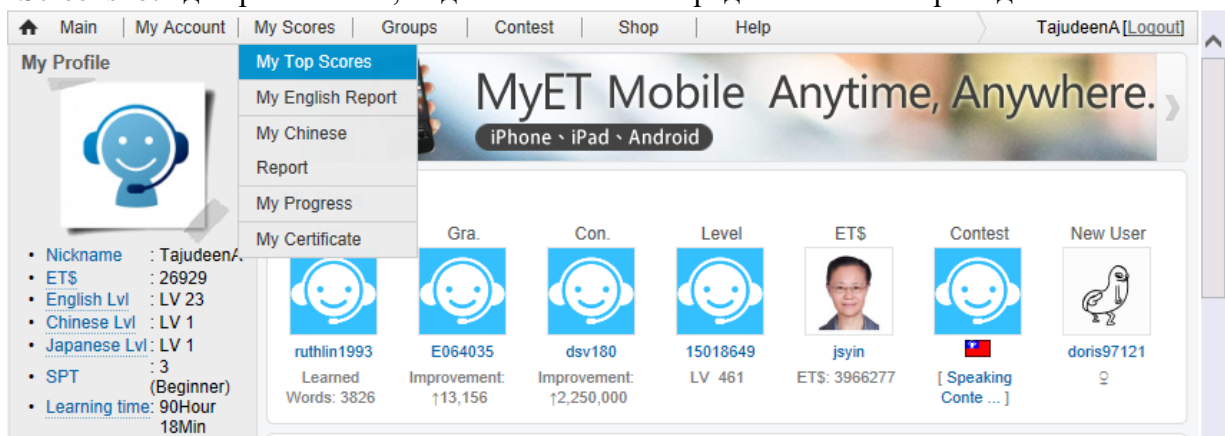 Main | My Account | My Scores | Groups | Contest | Shop | Help
TajudeenA [Logout]
My Profile
My Top Scores
My English Report
My Chinese
Report
My Progress
My Certificate
MyET Mobile Anytime, Anywhere.
iPhone、iPad、Android
• Nickname : TajudeenA
• ET$ : 26929
• English Lvl : LV 23
• Chinese Lvl : LV 1
• Japanese Lvl : LV 1
• SPT : 3
(Beginner)
• Learning time: 90Hour
18Min
Gra. Con. Level ET$ Contest New User
ruthlin1993 E064035 dsv180 15018649 jsyin doris97121
Learned Improvement: Improvement: LV 461 ET$: 3966277 [ Speaking ♀
Words: 3826 ↑13,156 ↑2,250,000 Conte ... ]